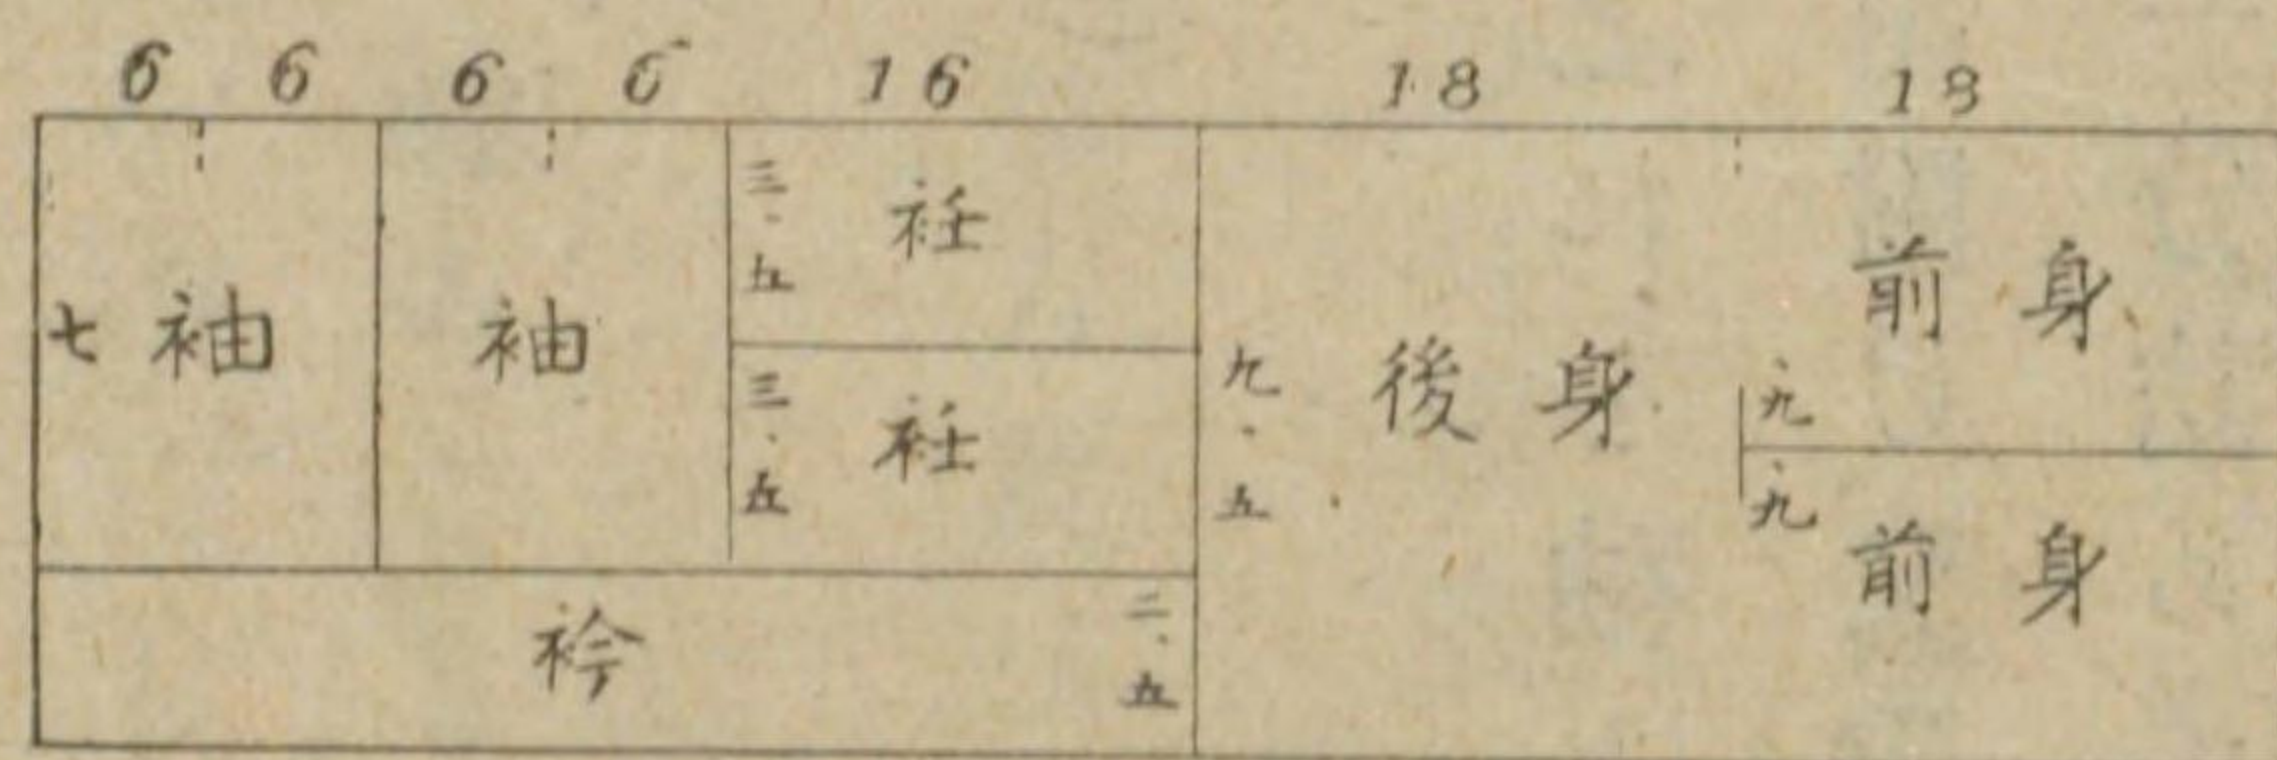 6 6 6 6 16 18 18
七 袖
袖
三.五 衽
三.五 衽
衿 二.五
九.五 後身
.九 前身
.九 前身